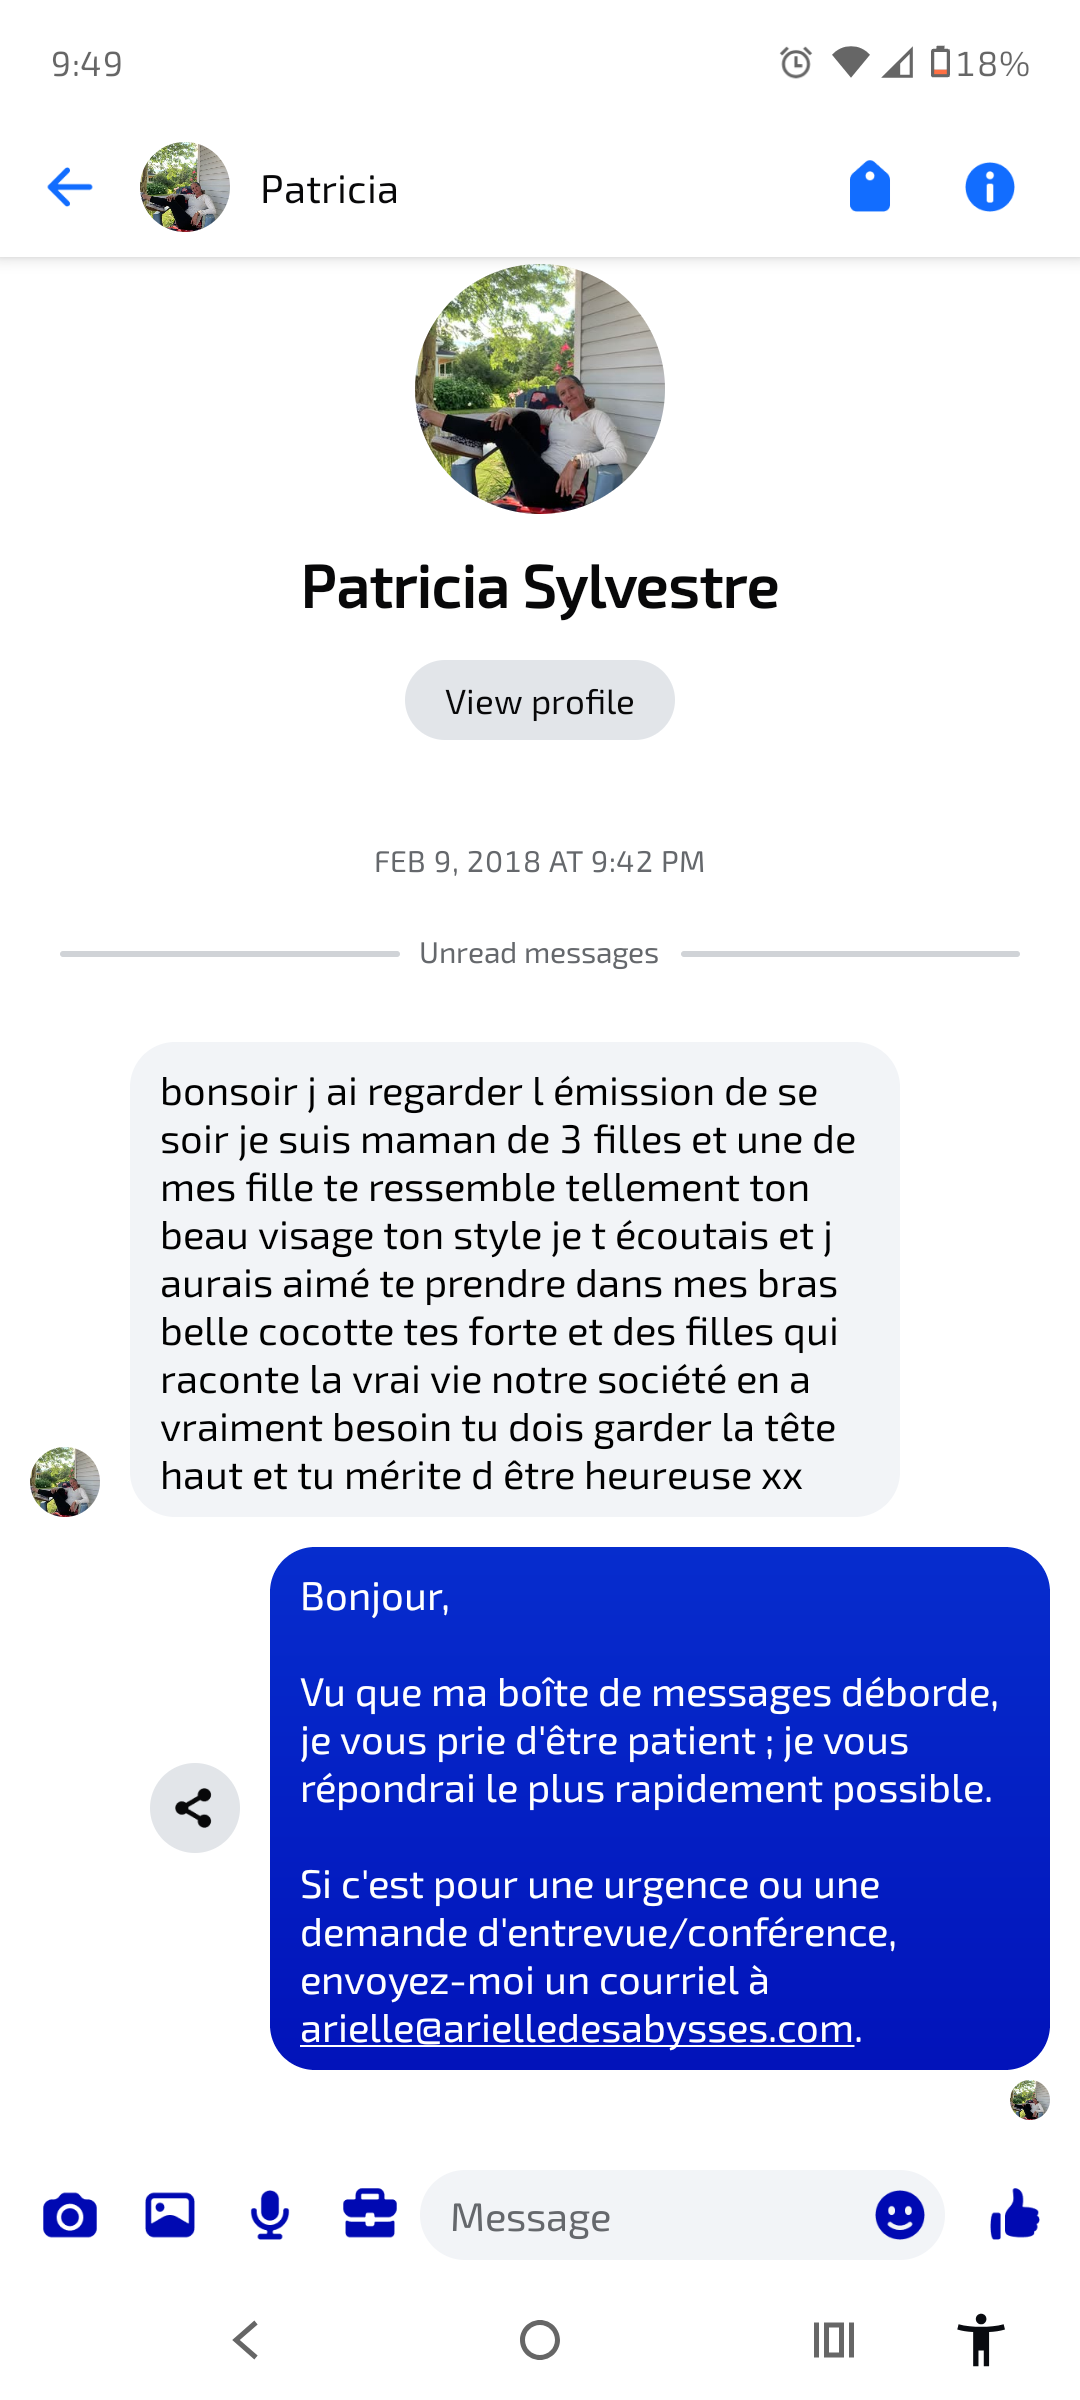 9:49
18%
Patricia
Patricia Sylvestre
View profile
FEB 9, 2018 AT 9:42 PM
Unread messages
bonsoir j ai regarder l émission de se
soir je suis maman de 3 filles et une de
mes fille te ressemble tellement ton
beau visage ton style je t écoutais et j
aurais aimé te prendre dans mes bras
belle cocotte tes forte et des filles qui
raconte la vrai vie notre société en a
vraiment besoin tu dois garder la tête
haut et tu mérite d être heureuse xx
Bonjour,
Vu que ma boîte de messages déborde,
je vous prie d'être patient ; je vous
répondrai le plus rapidement possible.
Si c'est pour une urgence ou une
demande d'entrevue/conférence,
envoyez-moi un courriel à
arielle@arielledesabysses.com.
Message